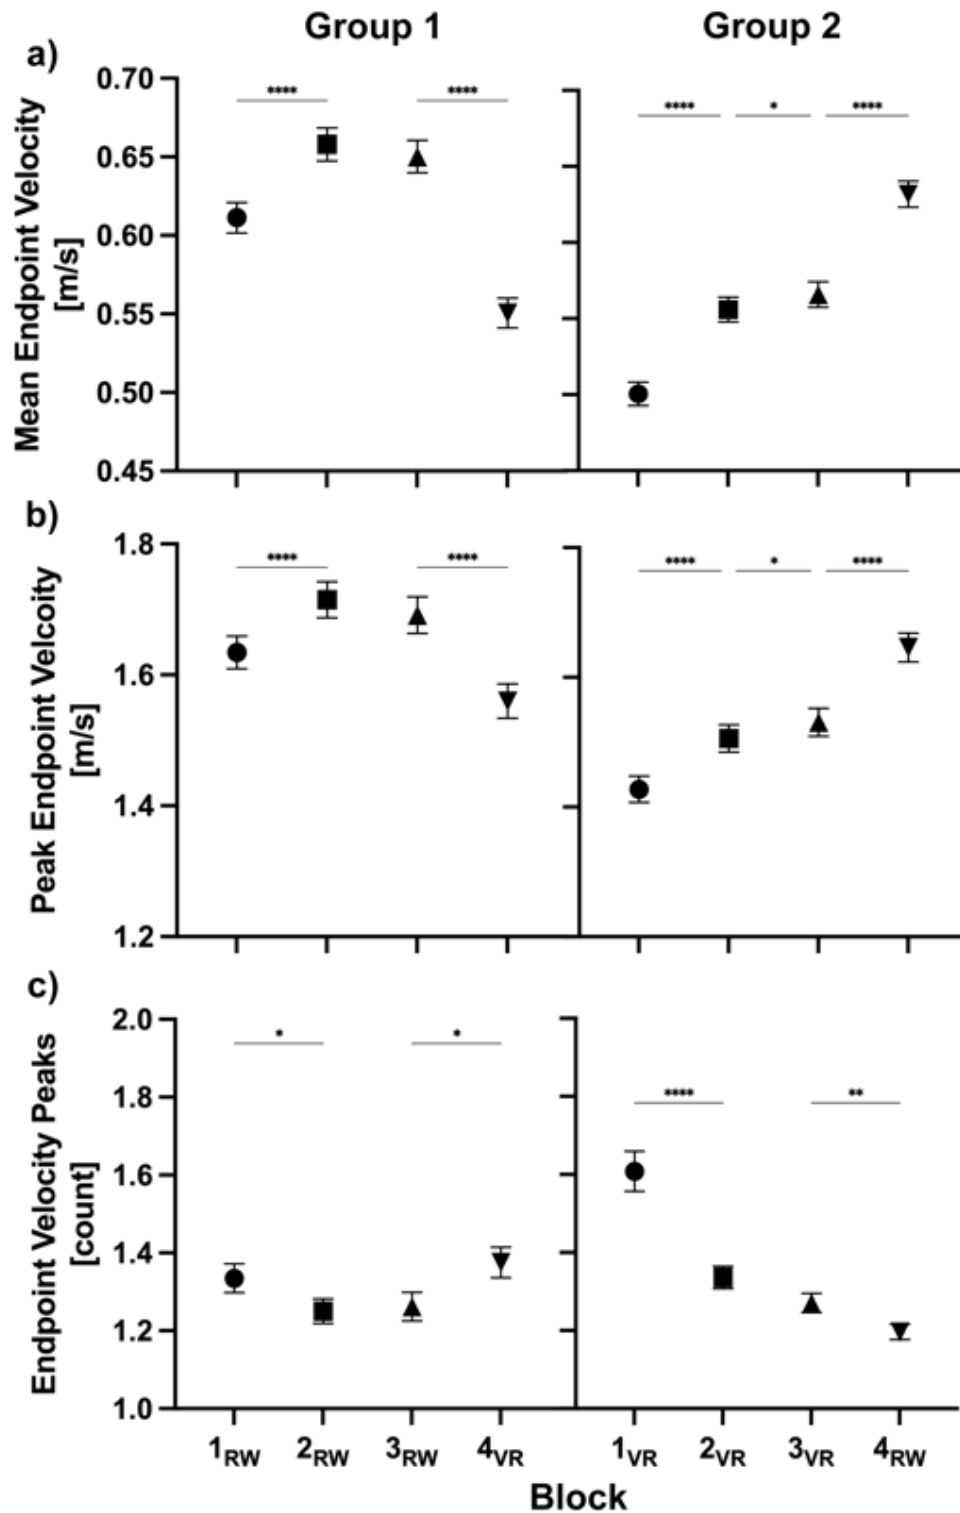 Group 1 Group 2
a)
Mean Endpoint Velocity
[m/s]
0.70
0.65
0.60
0.55
0.50
0.45
**** ****
**** * ****
b)
Peak Endpoint Velcoity
[m/s]
1.8
1.6
1.4
1.2
**** ****
**** * ****
c)
Endpoint Velocity Peaks
[count]
2.0
1.8
1.6
1.4
1.2
1.0
* *
**** **
1RW 2RW 3RW 4VR 1VR 2VR 3VR 4RW
Block